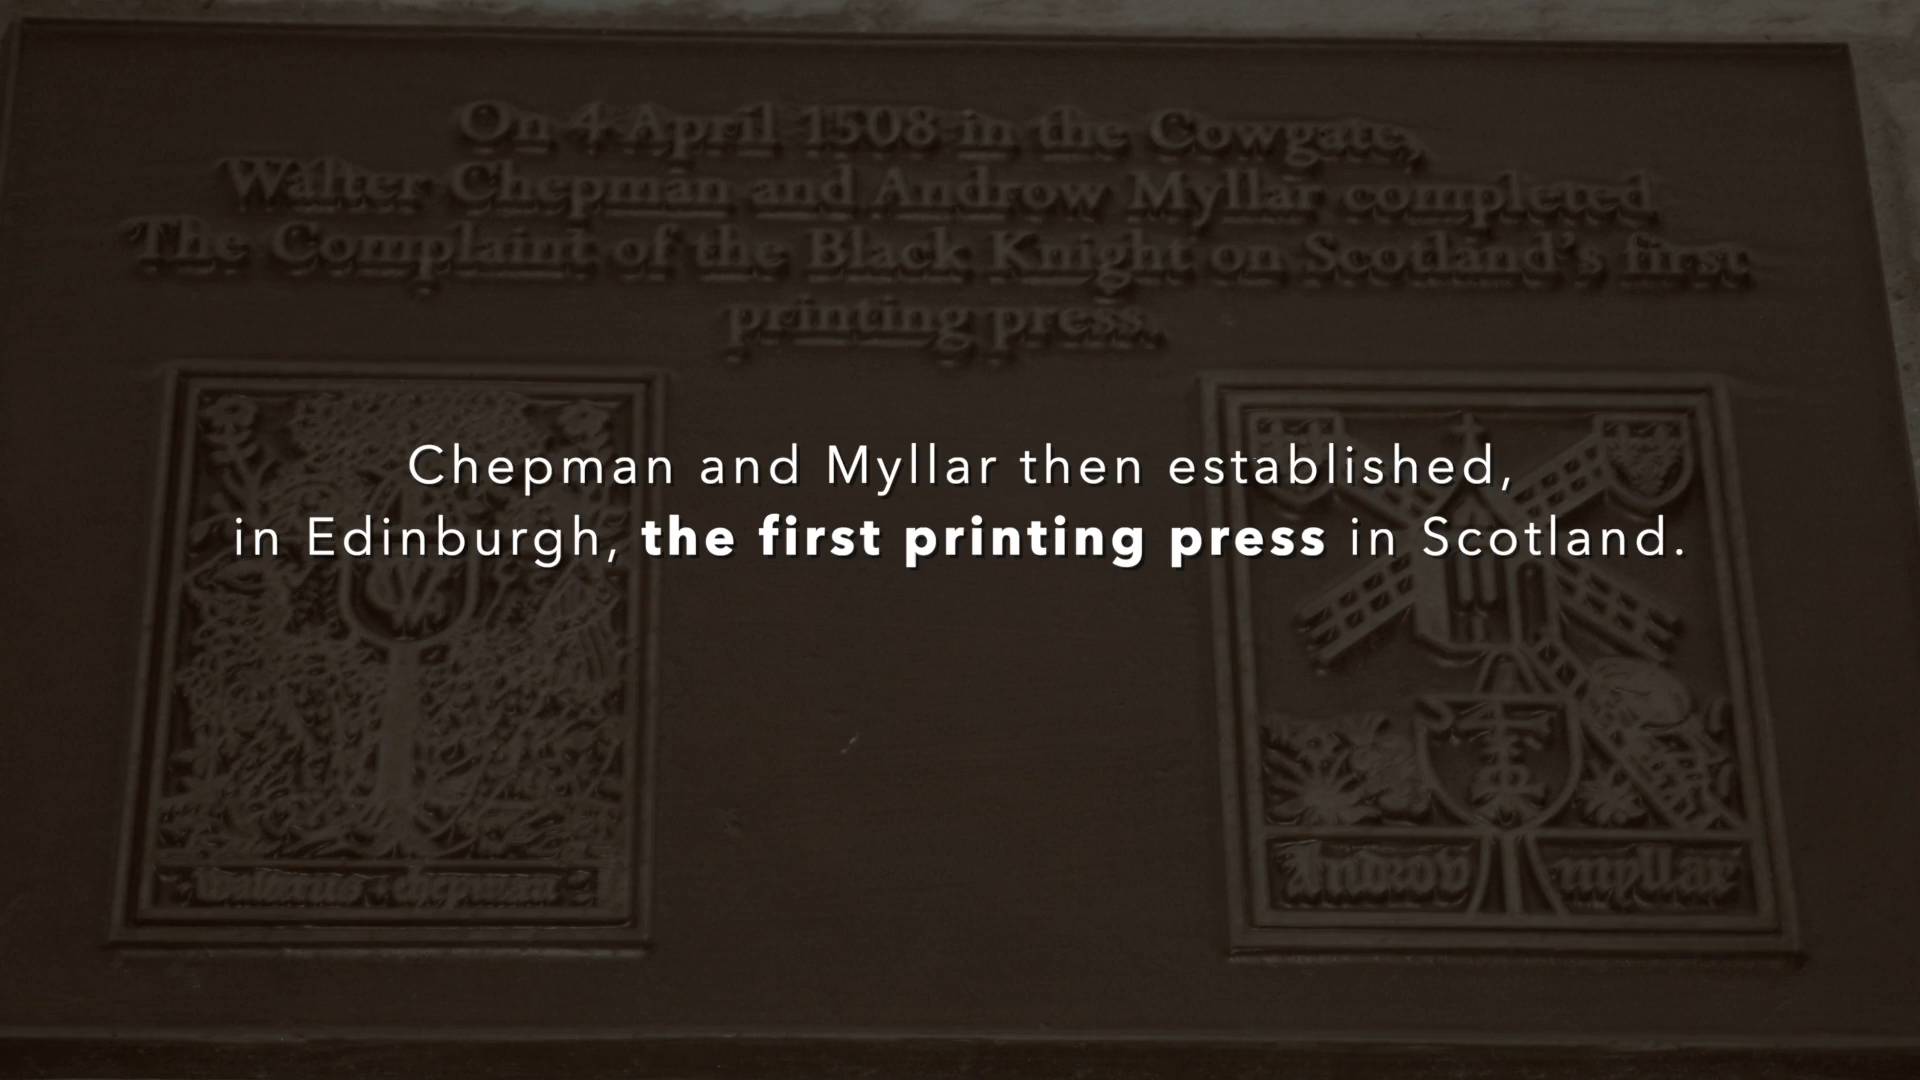 On 4 April 1508 in the Cowgate,
Walter Chepman and Androw Myllar completed
The Complaint of the Black Knight on Scotland's first
printing press.
Chepman and Myllar then established,
in Edinburgh, the first printing press in Scotland.
chepman
Androv myllar